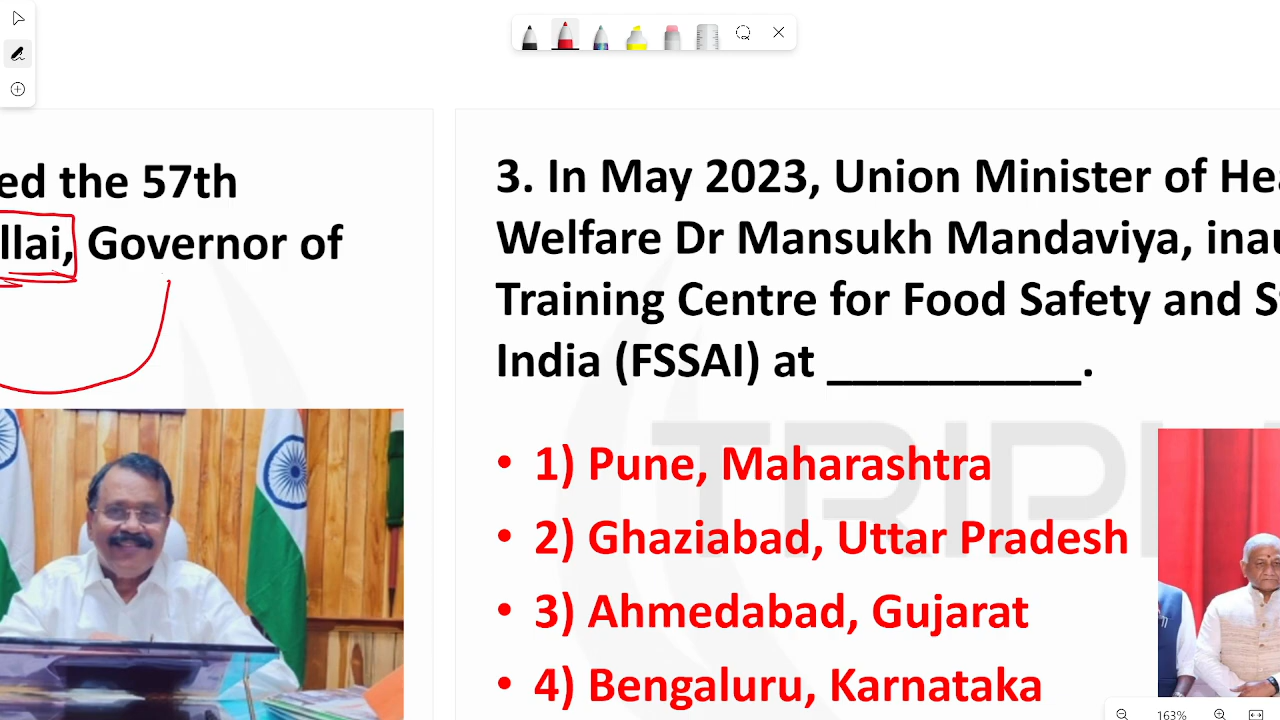 ed the 57th
llai, Governor of
3. In May 2023, Union Minister of Hea
Welfare Dr Mansukh Mandaviya, inau
Training Centre for Food Safety and S
India (FSSAI) at __________.
• 1) Pune, Maharashtra
• 2) Ghaziabad, Uttar Pradesh
• 3) Ahmedabad, Gujarat
• 4) Bengaluru, Karnataka
TRIPL
163%